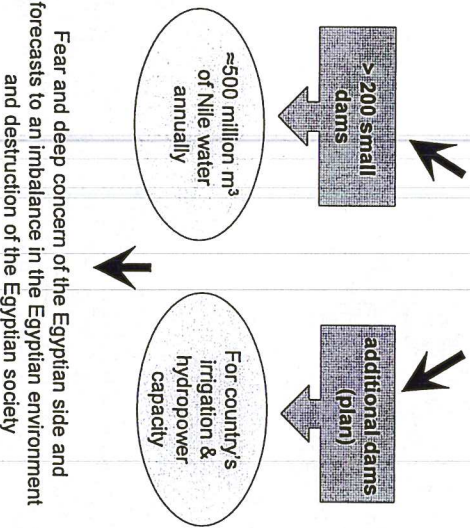 > 200 small
dams
≈500 million m³
of Nile water
annually
additional dams
(plan)
For country's
irrigation &
hydropower
capacity
Fear and deep concern of the Egyptian side and
forecasts to an imbalance in the Egyptian environment
and destruction of the Egyptian society